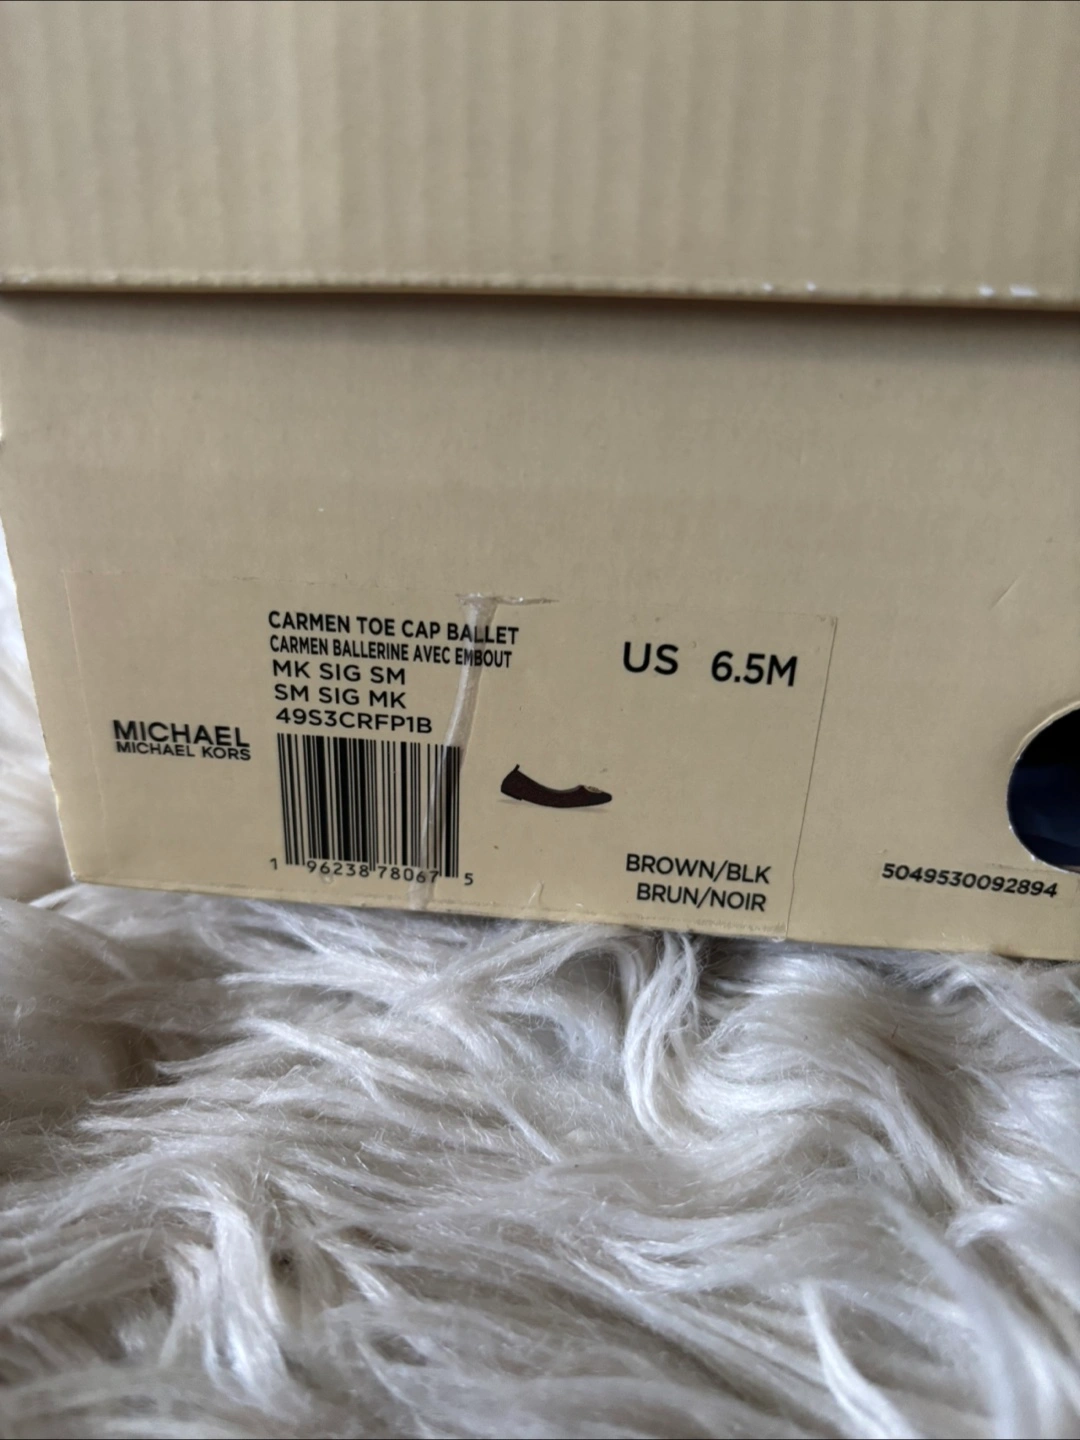 CARMEN TOE CAP BALLET
CARMEN BALLERINE AVEC EMBOUT
MK SIG SM
SM SIG MK
49S3CRFP1B
US 6.5M
MICHAEL
MICHAEL KORS
1 96238 78067 5
BROWN/BLK
BRUN/NOIR
5049530092894